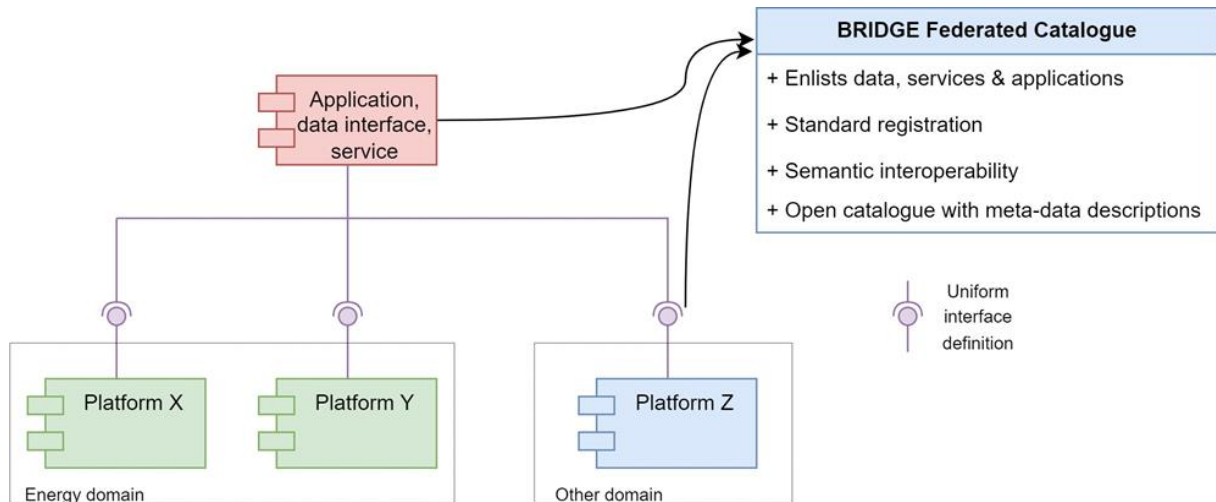 BRIDGE Federated Catalogue
+ Enlists data, services & applications
+ Standard registration
+ Semantic interoperability
+ Open catalogue with meta-data descriptions
Application,
data interface,
service
Uniform
interface
definition
Platform X
Platform Y
Platform Z
Energy domain
Other domain